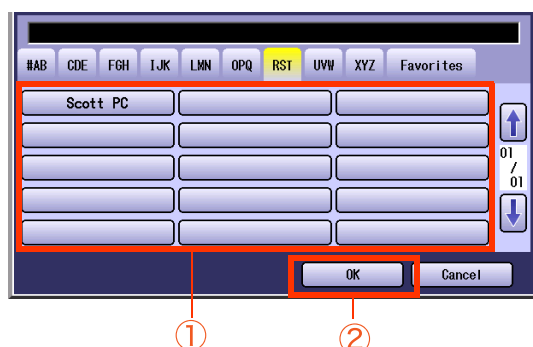 #AB CDE FGH IJK LMN OPQ RST UVW XYZ Favorites
Scott PC
01
/
01
OK Cancel
① ②